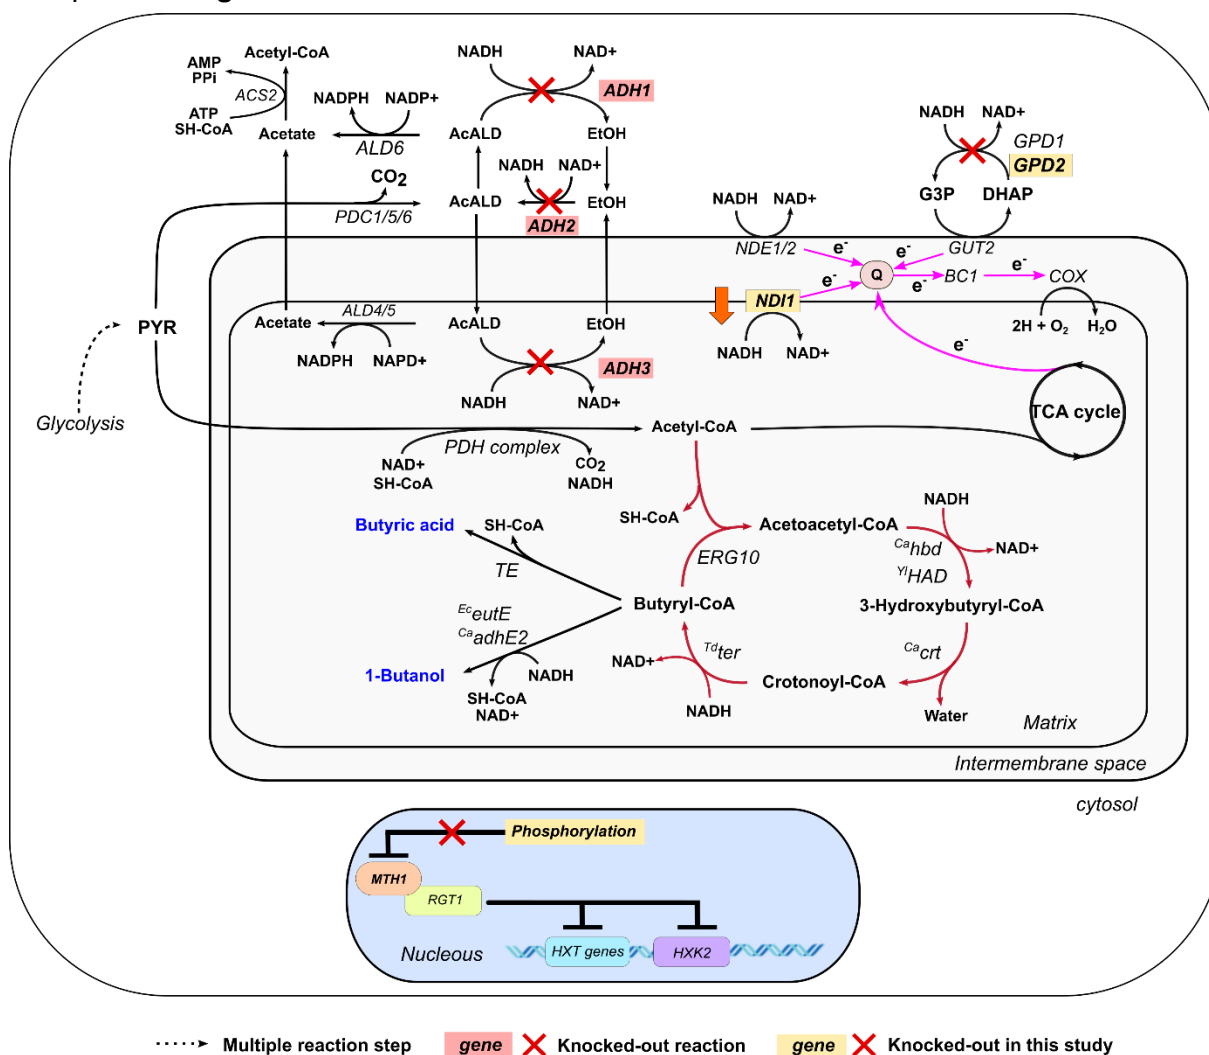 Acetyl-CoA
AMP
PPi
ACS2
ATP
SH-CoA
Acetate
NADPH
NADP+
ALD6
NADH
NAD+
ADH1
AcALD
EtOH
NADH
NAD+
AcALD
EtOH
ADH2
CO2
PDC1/5/6
NADH
NAD+
GPD1
GPD2
G3P
DHAP
NADH
NAD+
NDE1/2
e-
e-
GUT2
Q
e-
BC1
e-
COX
e-
NDI1
NADH
NAD+
2H + O2
H2O
e-
TCA cycle
PYR
Glycolysis
Acetate
ALD4/5
NADPH
NAPD+
AcALD
EtOH
ADH3
NADH
NAD+
PDH complex
NAD+
SH-CoA
CO2
NADH
Acetyl-CoA
SH-CoA
Acetoacetyl-CoA
ERG10
NADH
Cahbd
NAD+
YlHAD
3-Hydroxybutyryl-CoA
Cacrt
Water
Crotonoyl-CoA
Tdter
NAD+
NADH
Butyryl-CoA
Butyric acid
SH-CoA
TE
EceutE
CaadhE2
1-Butanol
NADH
SH-CoA
NAD+
Matrix
Intermembrane space
cytosol
Phosphorylation
MTH1
RGT1
Nucleous
HXT genes
HXK2
Multiple reaction step
gene
Knocked-out reaction
gene
Knocked-out in this study